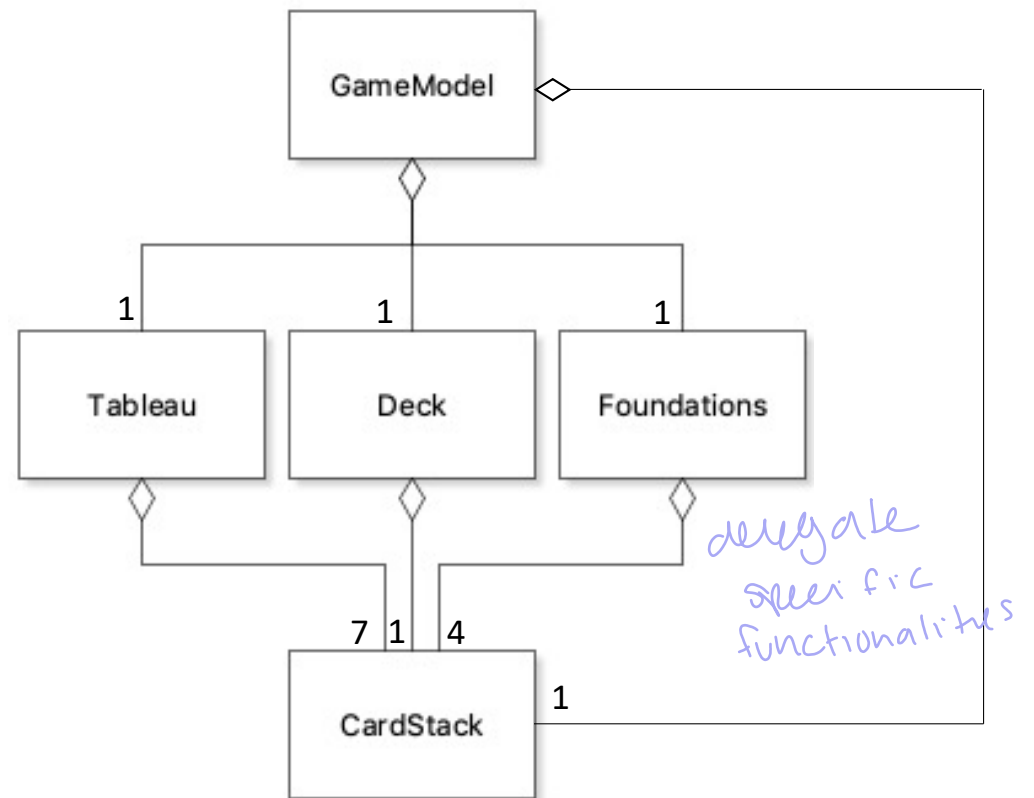 GameModel
1
1
1
Tableau
Deck
Foundations
delegate
specific
functionalities
7
1
4
1
CardStack